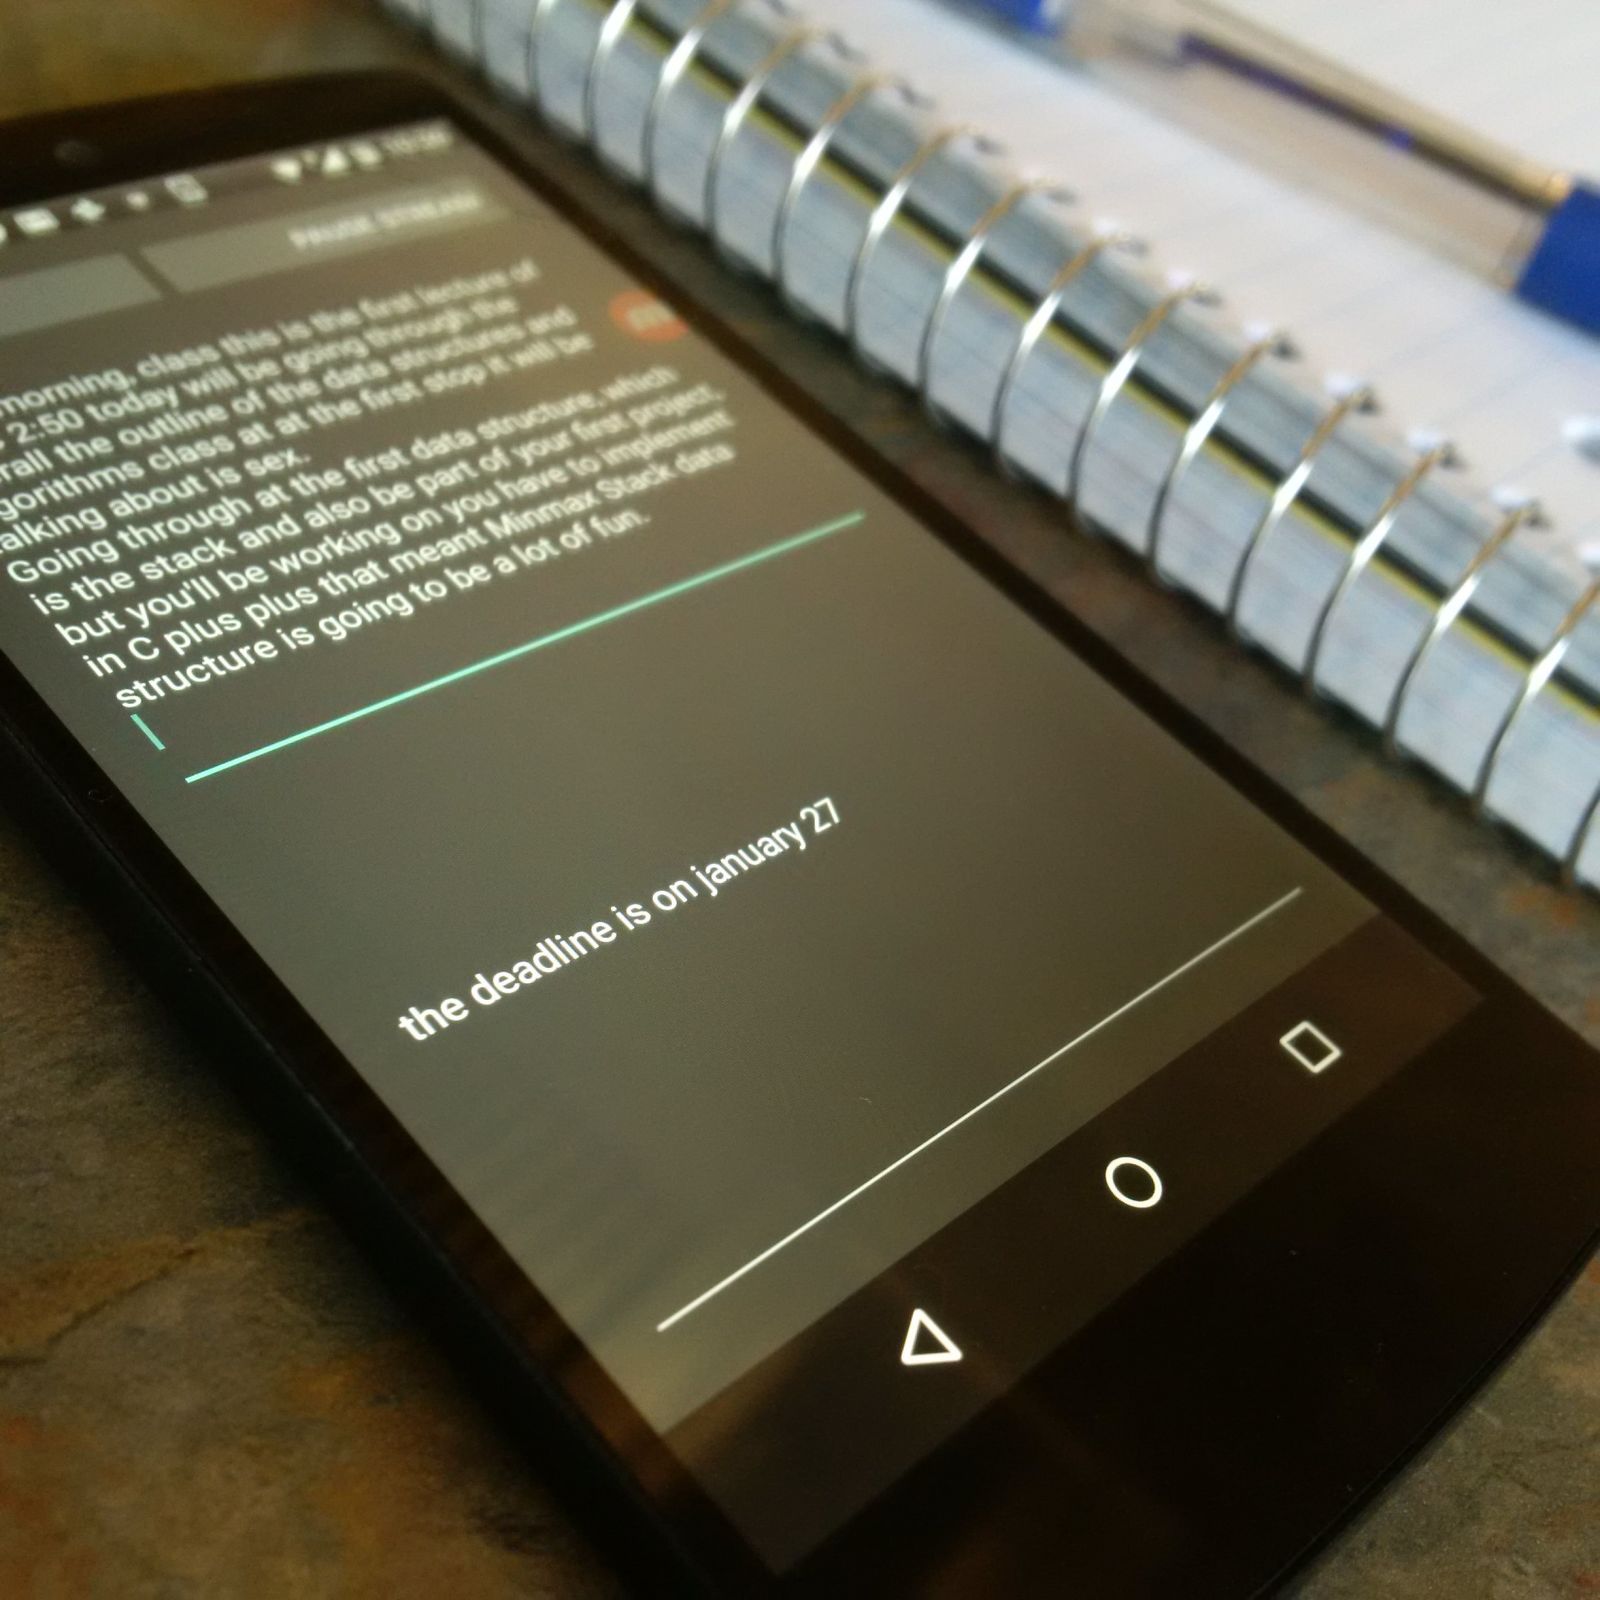 PAUSE STREAM
morning, class this is the first lecture of
2:50 today will be going through the
rall the outline of the data structures and
gorithms class at at the first stop it will be
alking about is sex.
Going through at the first data structure, which
is the stack and also be part of your first project,
but you'll be working on you have to implement
in C plus plus that meant Minmax Stack data
structure is going to be a lot of fun.
the deadline is on january 27